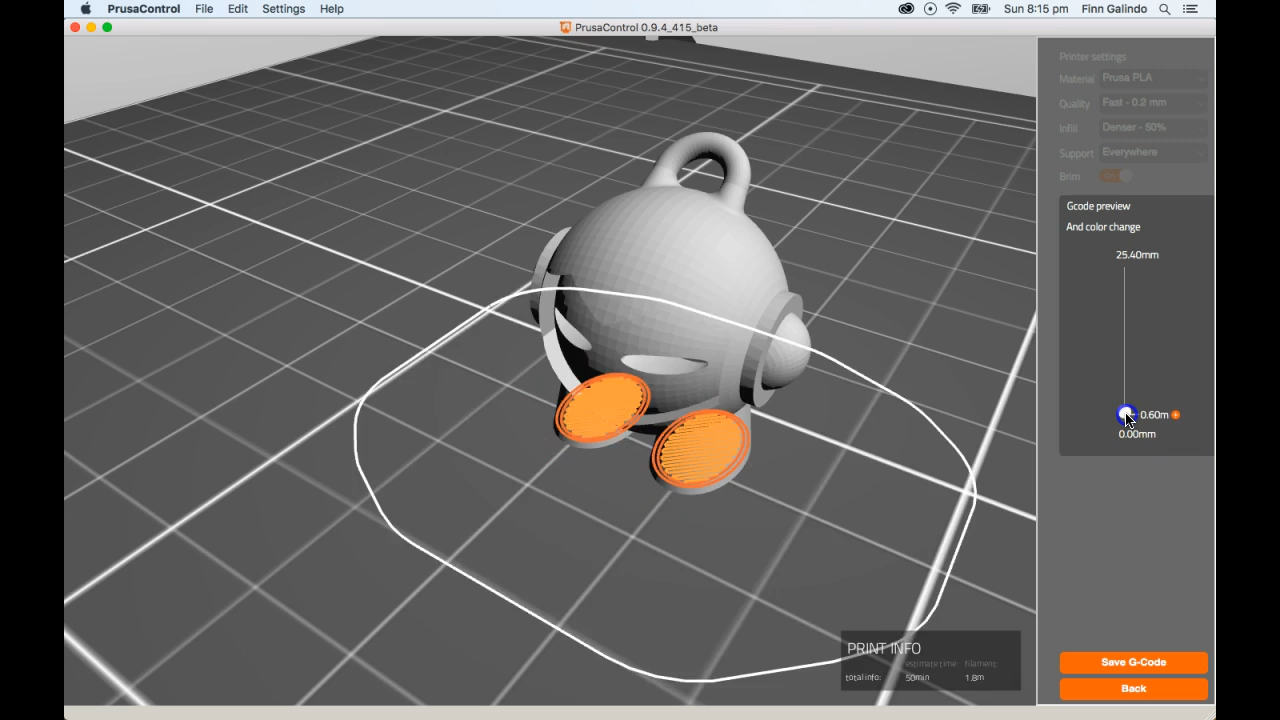 PrusaControl File Edit Settings Help Sun 8:15 pm Finn Galindo
PrusaControl 0.9.4_415_beta
Printer settings
Material Prusa PLA
Quality Fast - 0.2 mm
Infill Denser - 50%
Support Everywhere
Brim On
Gcode preview
And color change
25.40mm
0.60m
0.00mm
PRINT INFO
estimate time: filament:
total info: 50min 1.8m
Save G-Code
Back